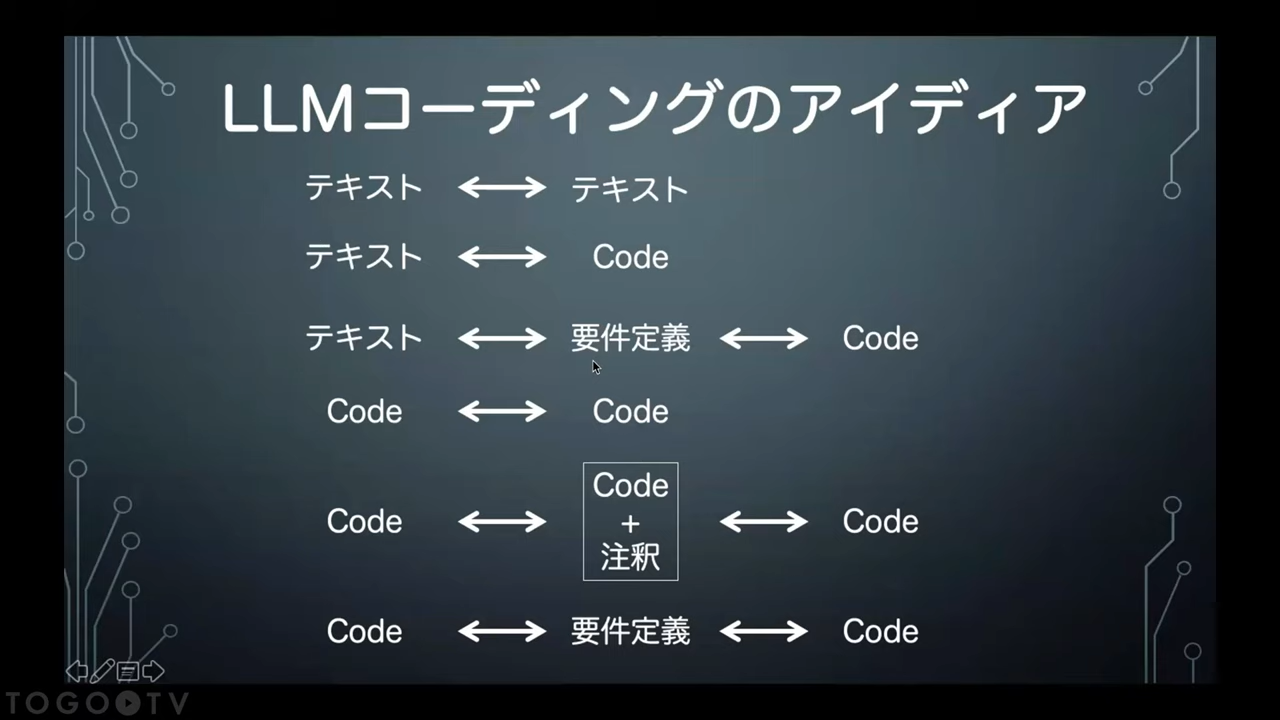 LLMコーディングのアイディア
テキスト ⟷ テキスト
テキスト ⟷ Code
テキスト ⟷ 要件定義 ⟷ Code
Code ⟷ Code
Code ⟷ Code + 注釈 ⟷ Code
Code ⟷ 要件定義 ⟷ Code
TOGOTV